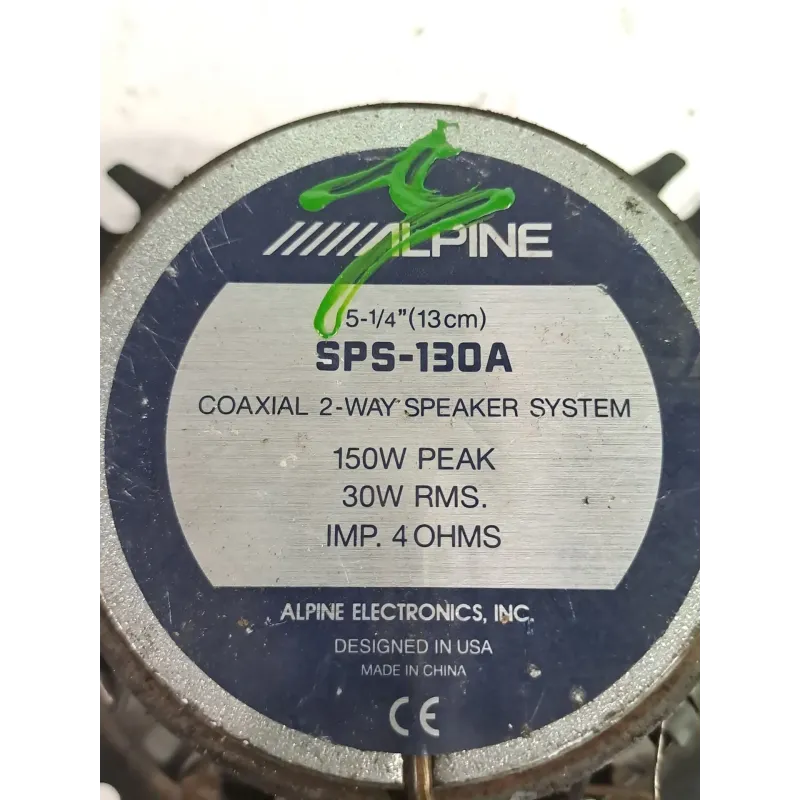 ALPINE
5-1/4"(13cm)
SPS-130A
COAXIAL 2-WAY SPEAKER SYSTEM
150W PEAK
30W RMS.
IMP. 4 OHMS
ALPINE ELECTRONICS, INC.
DESIGNED IN USA
MADE IN CHINA
CE